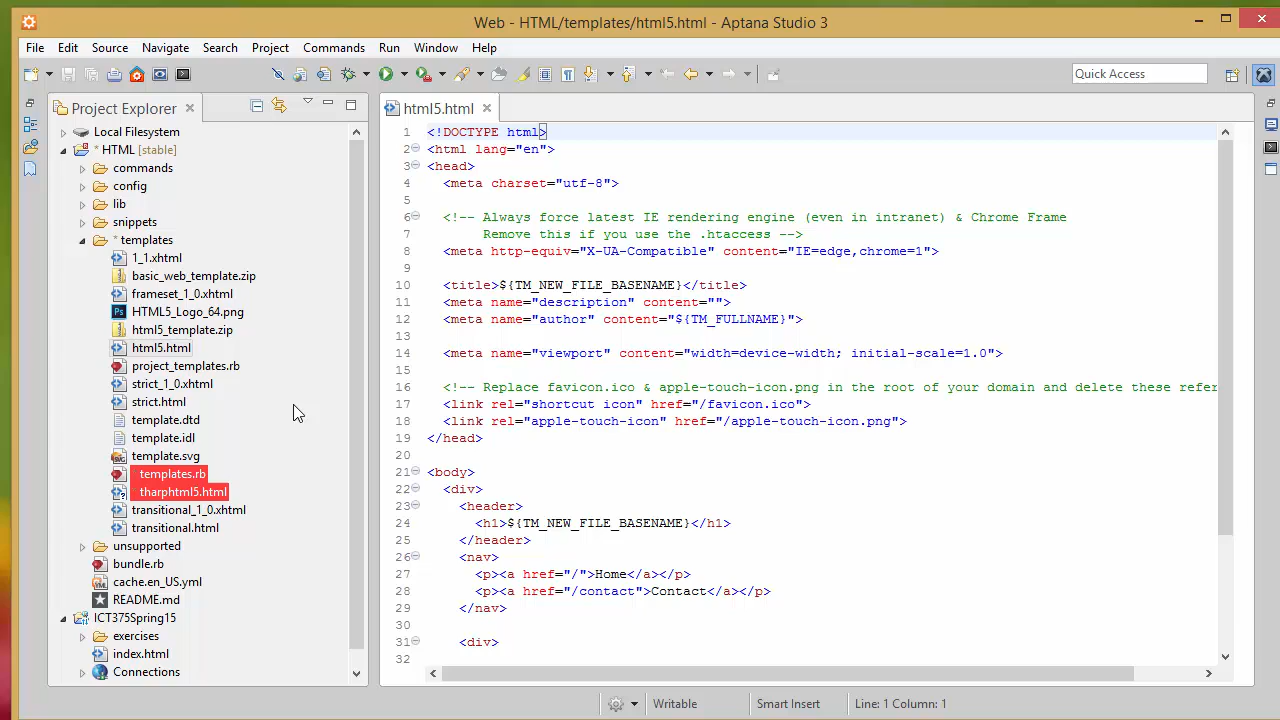 Web - HTML/templates/html5.html - Aptana Studio 3
File Edit Source Navigate Search Project Commands Run Window Help
Quick Access
Project Explorer
Local Filesystem
* HTML [stable]
commands
config
lib
snippets
* templates
1_1.xhtml
basic_web_template.zip
frameset_1_0.xhtml
HTML5_Logo_64.png
html5_template.zip
html5.html
project_templates.rb
strict_1_0.xhtml
strict.html
template.dtd
template.idl
template.svg
* templates.rb
* tharphtml5.html
transitional_1_0.xhtml
transitional.html
unsupported
bundle.rb
cache.en_US.yml
README.md
ICT375Spring15
exercises
index.html
Connections
html5.html
1 <!DOCTYPE html>
2 <html lang="en">
3 <head>
4 <meta charset="utf-8">
5
6 <!-- Always force latest IE rendering engine (even in intranet) & Chrome Frame
7 Remove this if you use the .htaccess -->
8 <meta http-equiv="X-UA-Compatible" content="IE=edge,chrome=1">
9
10 <title>${TM_NEW_FILE_BASENAME}</title>
11 <meta name="description" content="">
12 <meta name="author" content="${TM_FULLNAME}">
13
14 <meta name="viewport" content="width=device-width; initial-scale=1.0">
15
16 <!-- Replace favicon.ico & apple-touch-icon.png in the root of your domain and delete these refer
17 <link rel="shortcut icon" href="/favicon.ico">
18 <link rel="apple-touch-icon" href="/apple-touch-icon.png">
19 </head>
20
21 <body>
22 <div>
23 <header>
24 <h1>${TM_NEW_FILE_BASENAME}</h1>
25 </header>
26 <nav>
27 <p><a href="/">Home</a></p>
28 <p><a href="/contact">Contact</a></p>
29 </nav>
30
31 <div>
32
Writable Smart Insert Line: 1 Column: 1